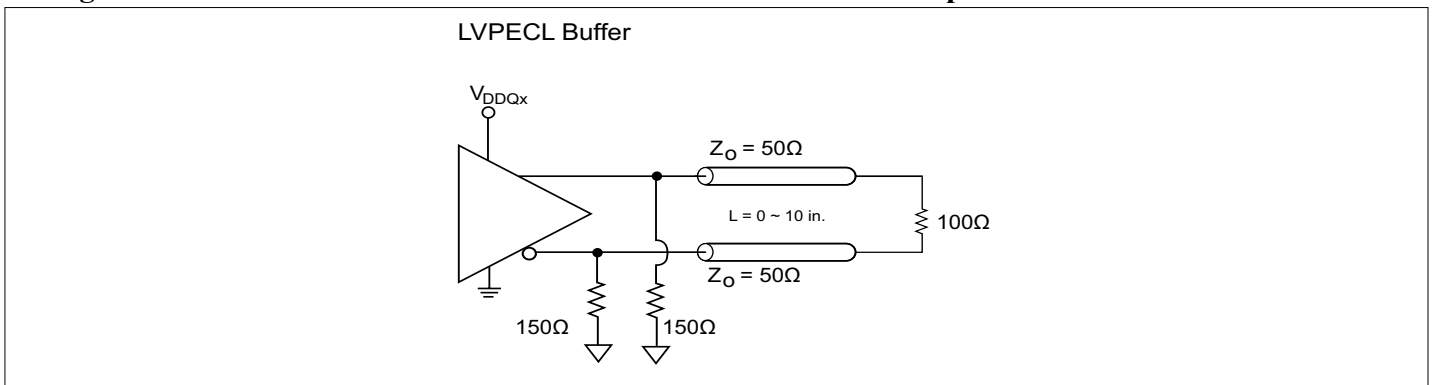 LVPECL Buffer
VDDQx
ZO = 50Ω
L = 0 ~ 10 in.
100Ω
ZO = 50Ω
150Ω
150Ω